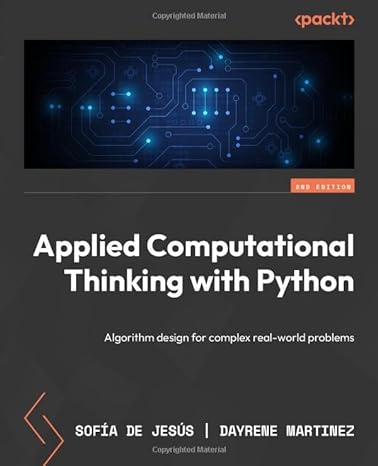 Copyrighted Material
<packt>
2ND EDITION
Applied Computational
Thinking with Python
Algorithm design for complex real-world problems
SOFÍA DE JESÚS | DAYRENE MARTINEZ
Copyrighted Material